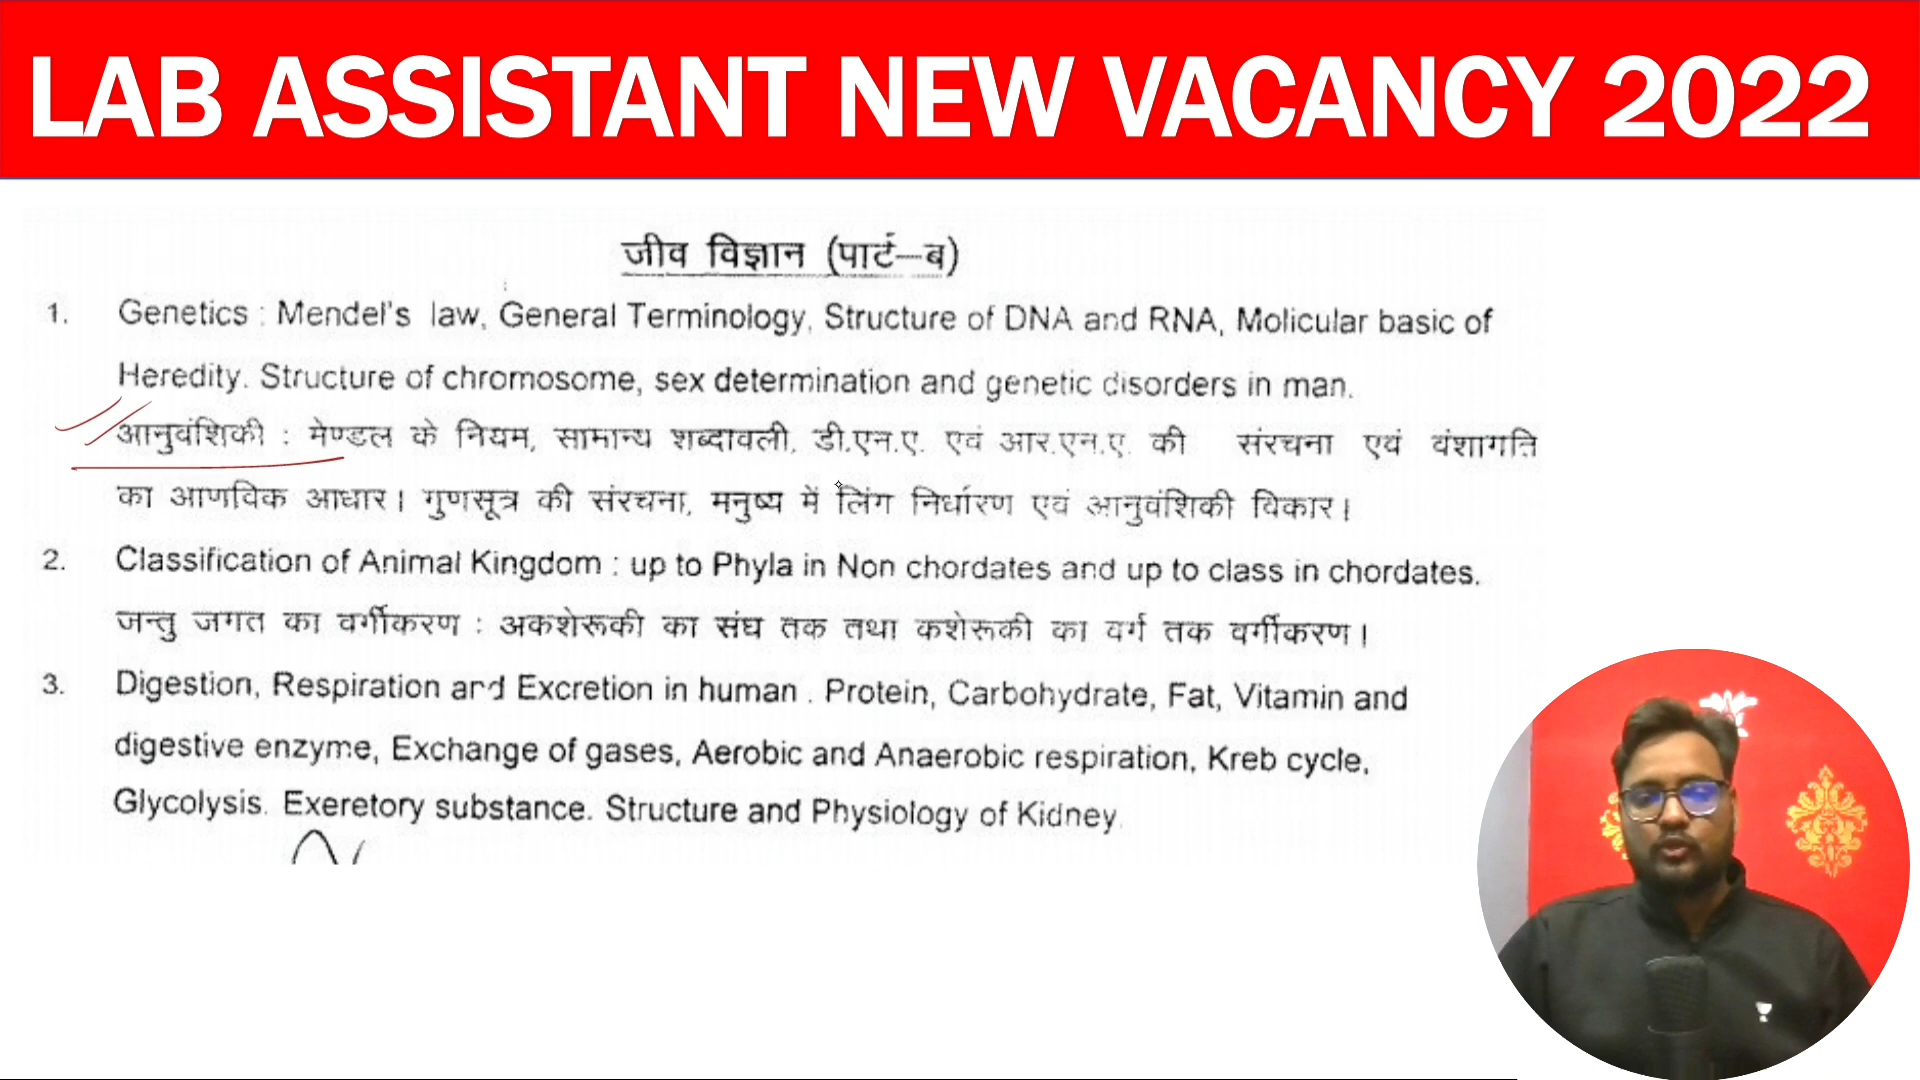 LAB ASSISTANT NEW VACANCY 2022
जीव विज्ञान (पार्ट–ब)
1. Genetics : Mendel's law, General Terminology, Structure of DNA and RNA, Molicular basic of
Heredity. Structure of chromosome, sex determination and genetic disorders in man.
आनुवंशिकी : मेण्डल के नियम, सामान्य शब्दावली, डी.एन.ए. एवं आर.एन.ए. की संरचना एवं वंशागति
का आणविक आधार। गुणसूत्र की संरचना, मनुष्य में लिंग निर्धारण एवं आनुवंशिकी विकार।
2. Classification of Animal Kingdom : up to Phyla in Non chordates and up to class in chordates.
जन्तु जगत का वर्गीकरण : अकशेरूकी का संघ तक तथा कशेरूकी का वर्ग तक वर्गीकरण।
3. Digestion, Respiration and Excretion in human . Protein, Carbohydrate, Fat, Vitamin and
digestive enzyme, Exchange of gases, Aerobic and Anaerobic respiration, Kreb cycle,
Glycolysis. Exeretory substance. Structure and Physiology of Kidney.